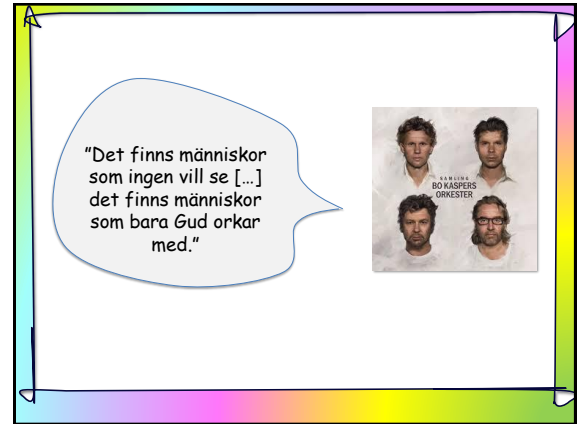 ”Det finns människor
som ingen vill se […]
det finns människor
som bara Gud orkar
med.”
SAMLING
BO KASPERS
ORKESTER